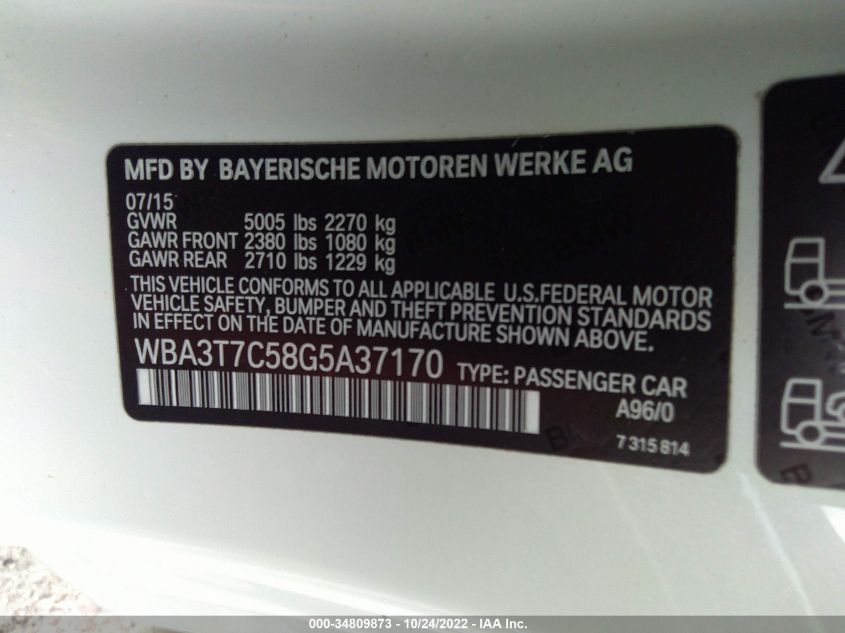 MFD BY BAYERISCHE MOTOREN WERKE AG
07/15
GVWR 5005 lbs 2270 kg
GAWR FRONT 2380 lbs 1080 kg
GAWR REAR 2710 lbs 1229 kg
THIS VEHICLE CONFORMS TO ALL APPLICABLE U.S.FEDERAL MOTOR
VEHICLE SAFETY, BUMPER AND THEFT PREVENTION STANDARDS
IN EFFECT ON THE DATE OF MANUFACTURE SHOWN ABOVE.
WBA3T7C58G5A37170 TYPE: PASSENGER CAR
A96/0
7 315 814
000-34809873 - 10/24/2022 - IAA Inc.